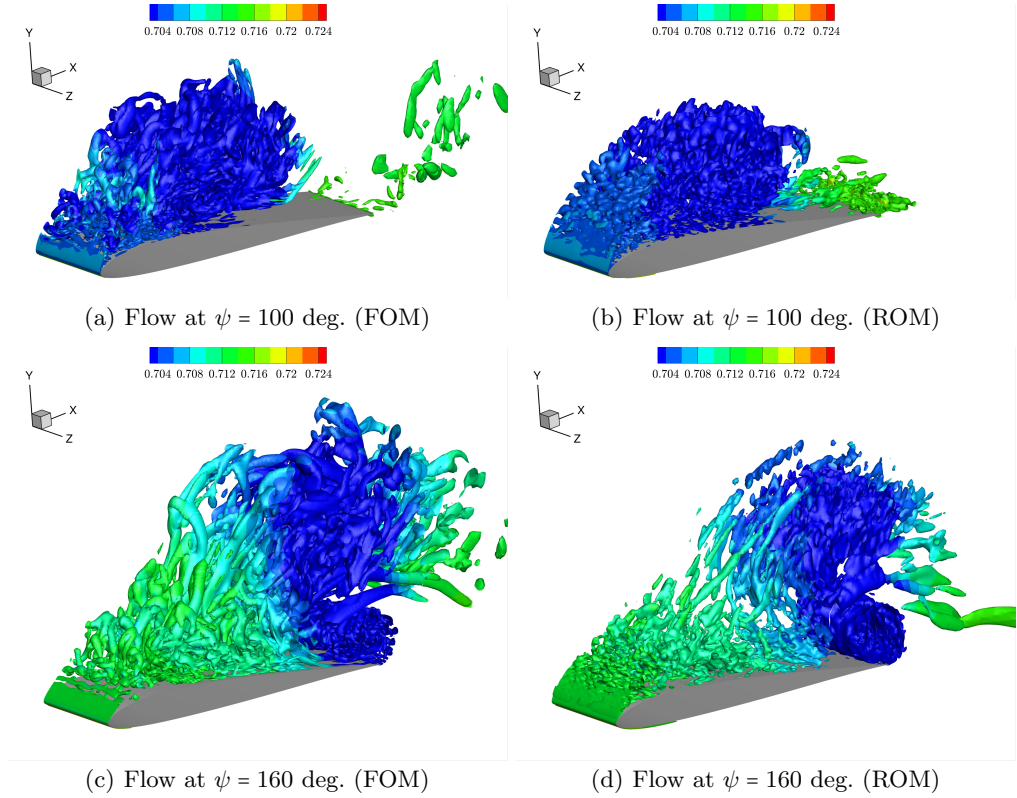 0.704 0.708 0.712 0.716 0.72 0.724
Y
X
Z
(a) Flow at ψ = 100 deg. (FOM)
0.704 0.708 0.712 0.716 0.72 0.724
Y
X
Z
(b) Flow at ψ = 100 deg. (ROM)
0.704 0.708 0.712 0.716 0.72 0.724
Y
X
Z
(c) Flow at ψ = 160 deg. (FOM)
0.704 0.708 0.712 0.716 0.72 0.724
Y
X
Z
(d) Flow at ψ = 160 deg. (ROM)